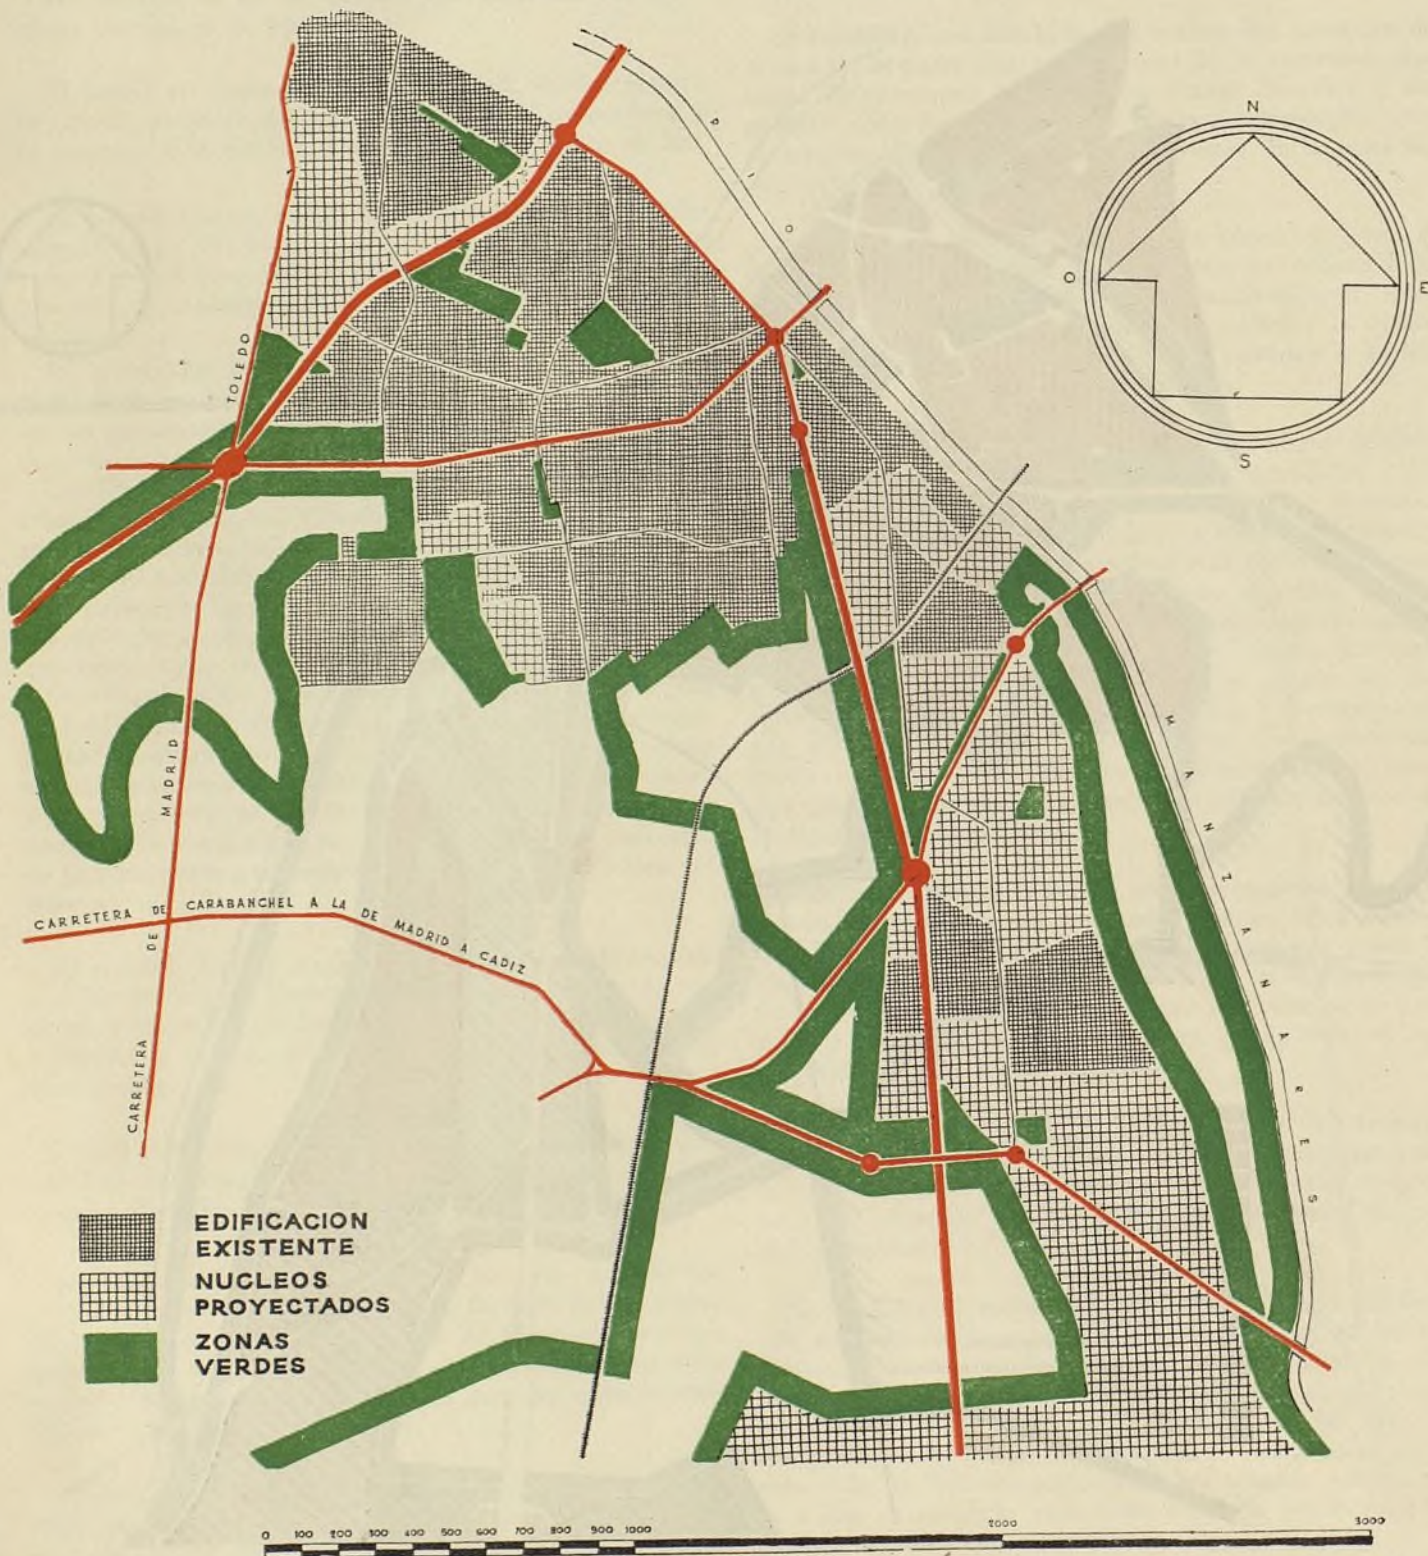 N
O
E
S
RIO
MANZANARES
TOLEDO
MADRID
DE
CARRETERA
CARRETERA DE CARABANCHEL A LA DE MADRID A CADIZ
EDIFICACION
EXISTENTE
NUCLEOS
PROYECTADOS
ZONAS
VERDES
0 100 200 300 400 500 600 700 800 900 1000 2000 3000